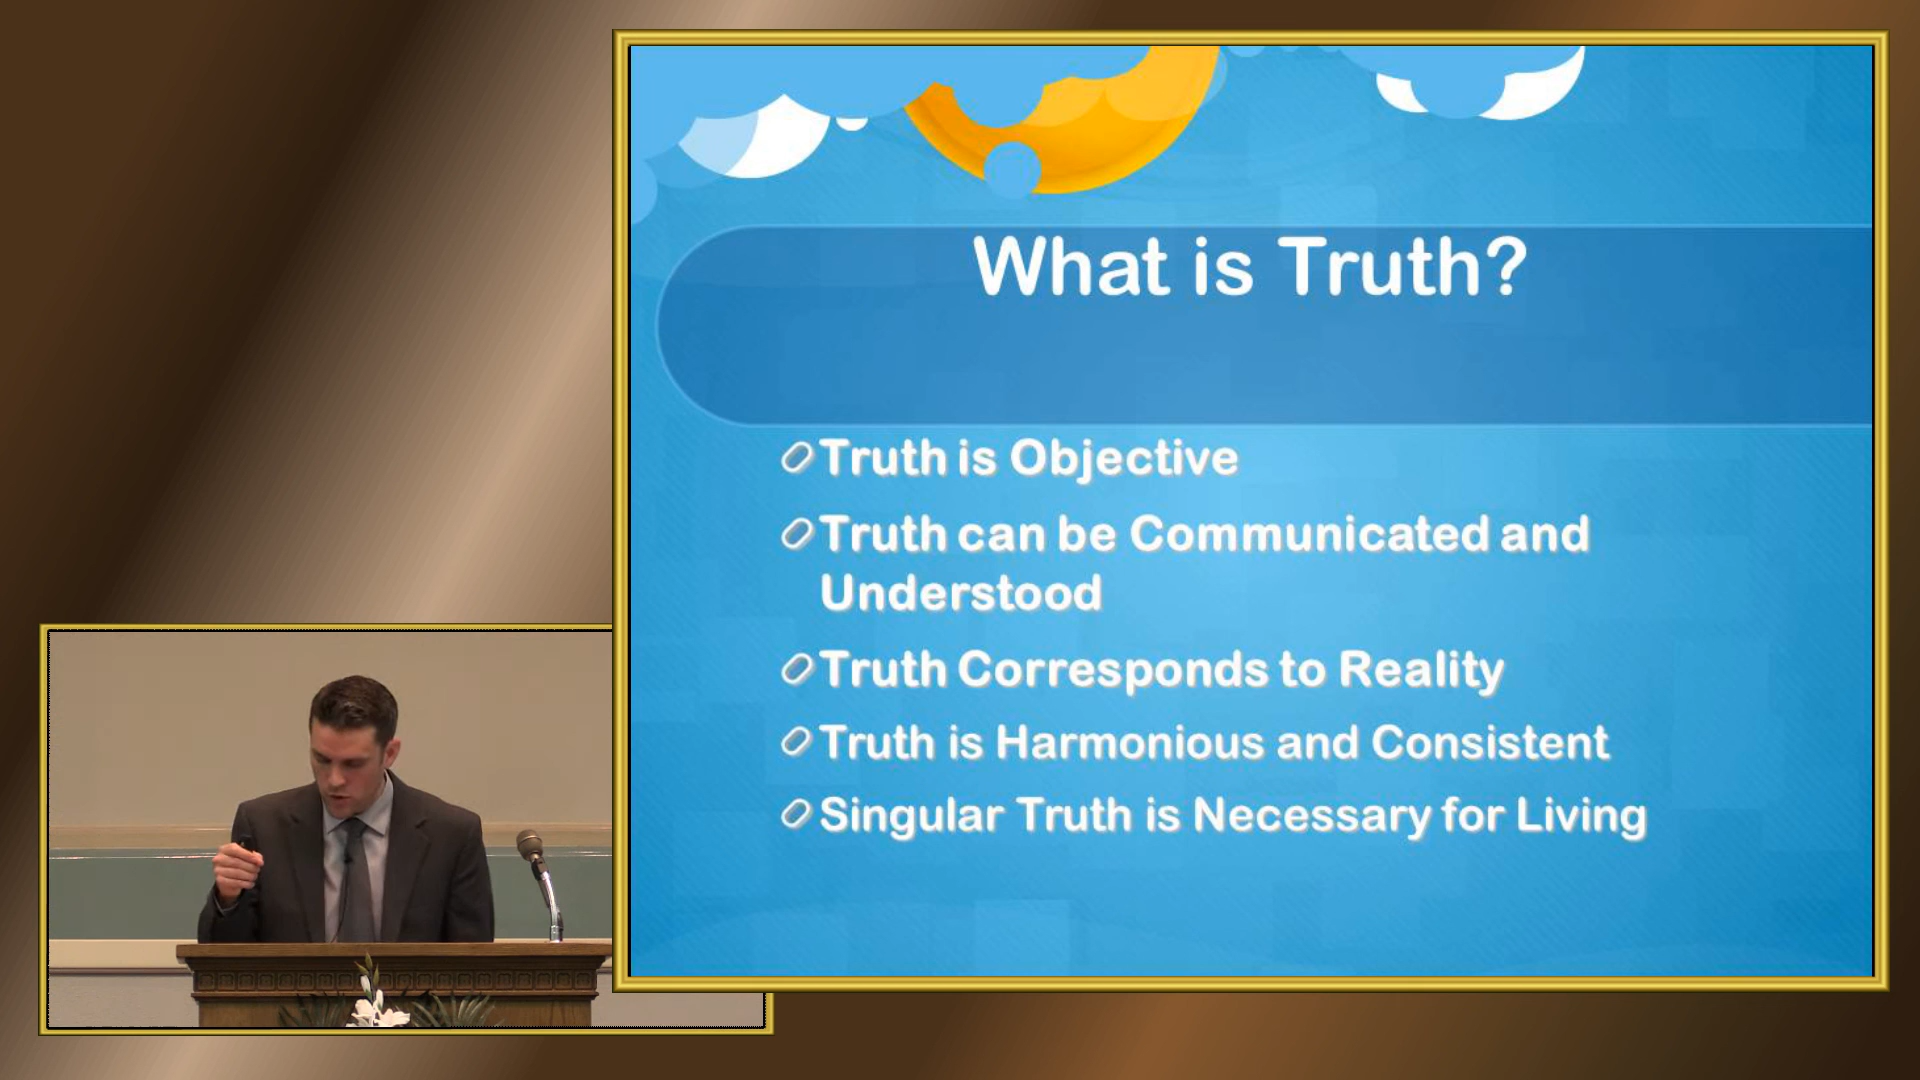 What is Truth?
Truth is Objective
Truth can be Communicated and
Understood
Truth Corresponds to Reality
Truth is Harmonious and Consistent
Singular Truth is Necessary for Living